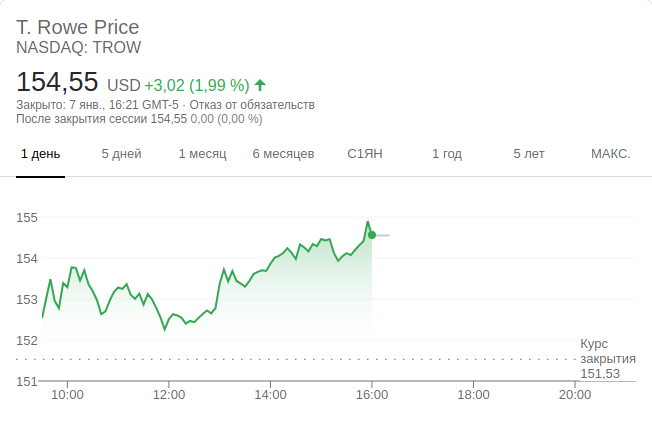 T. Rowe Price
NASDAQ: TROW
154,55 USD +3,02 (1,99 %)
Закрыто: 7 янв., 16:21 GMT-5 · Отказ от обязательств
После закрытия сессии 154,55 0,00 (0,00 %)
1 день 5 дней 1 месяц 6 месяцев С1ЯН 1 год 5 лет МАКС.
155
154
153
152
Курс
закрытия
151,53
151
10:00 12:00 14:00 16:00 18:00 20:00